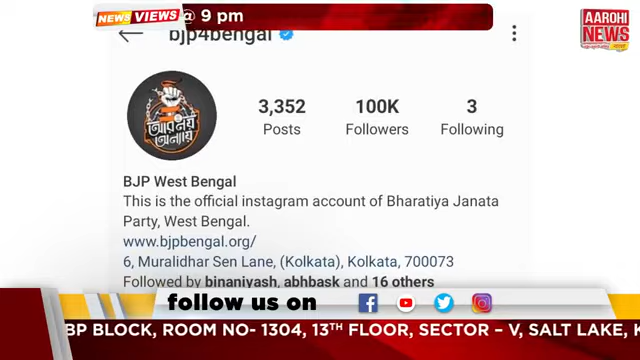 NEWS VIEWS @ 9 pm
AAROHI
NEWS
bjp4bengal
আর নয়
অন্যায়
3,352 100K 3
Posts Followers Following
BJP West Bengal
This is the official instagram account of Bharatiya Janata
Party, West Bengal.
www.bjpbengal.org/
6, Muralidhar Sen Lane, (Kolkata), Kolkata, 700073
Followed by binaniyash, abhbask and 16 others
follow us on
BP BLOCK, ROOM NO- 1304, 13TH FLOOR, SECTOR – V, SALT LAKE, K